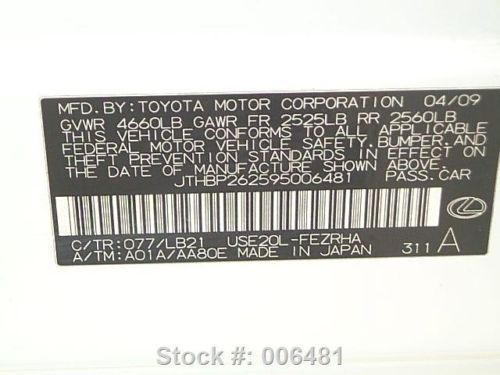 MFD. BY: TOYOTA MOTOR CORPORATION 04/09
GVWR 4660LB GAWR FR 2525LB RR 2560LB
THIS VEHICLE CONFORMS TO ALL APPLICABLE
FEDERAL MOTOR VEHICLE SAFETY, BUMPER, AND
THEFT PREVENTION STANDARDS IN EFFECT ON
THE DATE OF MANUFACTURE SHOWN ABOVE.
JTHBP262595006481 PASS.CAR
C/TR: 077/LB21 USE20L-FEZRHA
A/TM: A01A/AA80E MADE IN JAPAN 311 A
Stock #: 006481